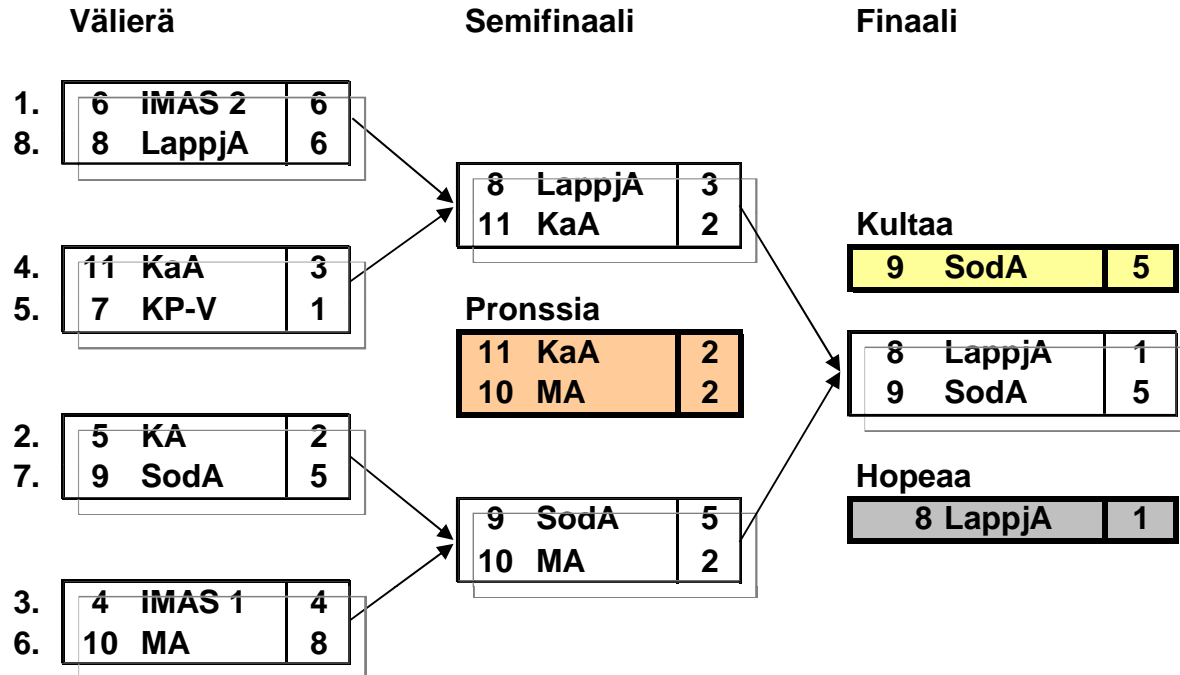 Välierä Semifinaali Finaali
1. 6 IMAS 2 6
8. 8 LappjA 6
8 LappjA 3
11 KaA 2
Kultaa
9 SodA 5
4. 11 KaA 3
5. 7 KP-V 1
Pronssia
11 KaA 2
10 MA 2
8 LappjA 1
9 SodA 5
2. 5 KA 2
7. 9 SodA 5
Hopeaa
8 LappjA 1
9 SodA 5
10 MA 2
3. 4 IMAS 1 4
6. 10 MA 8